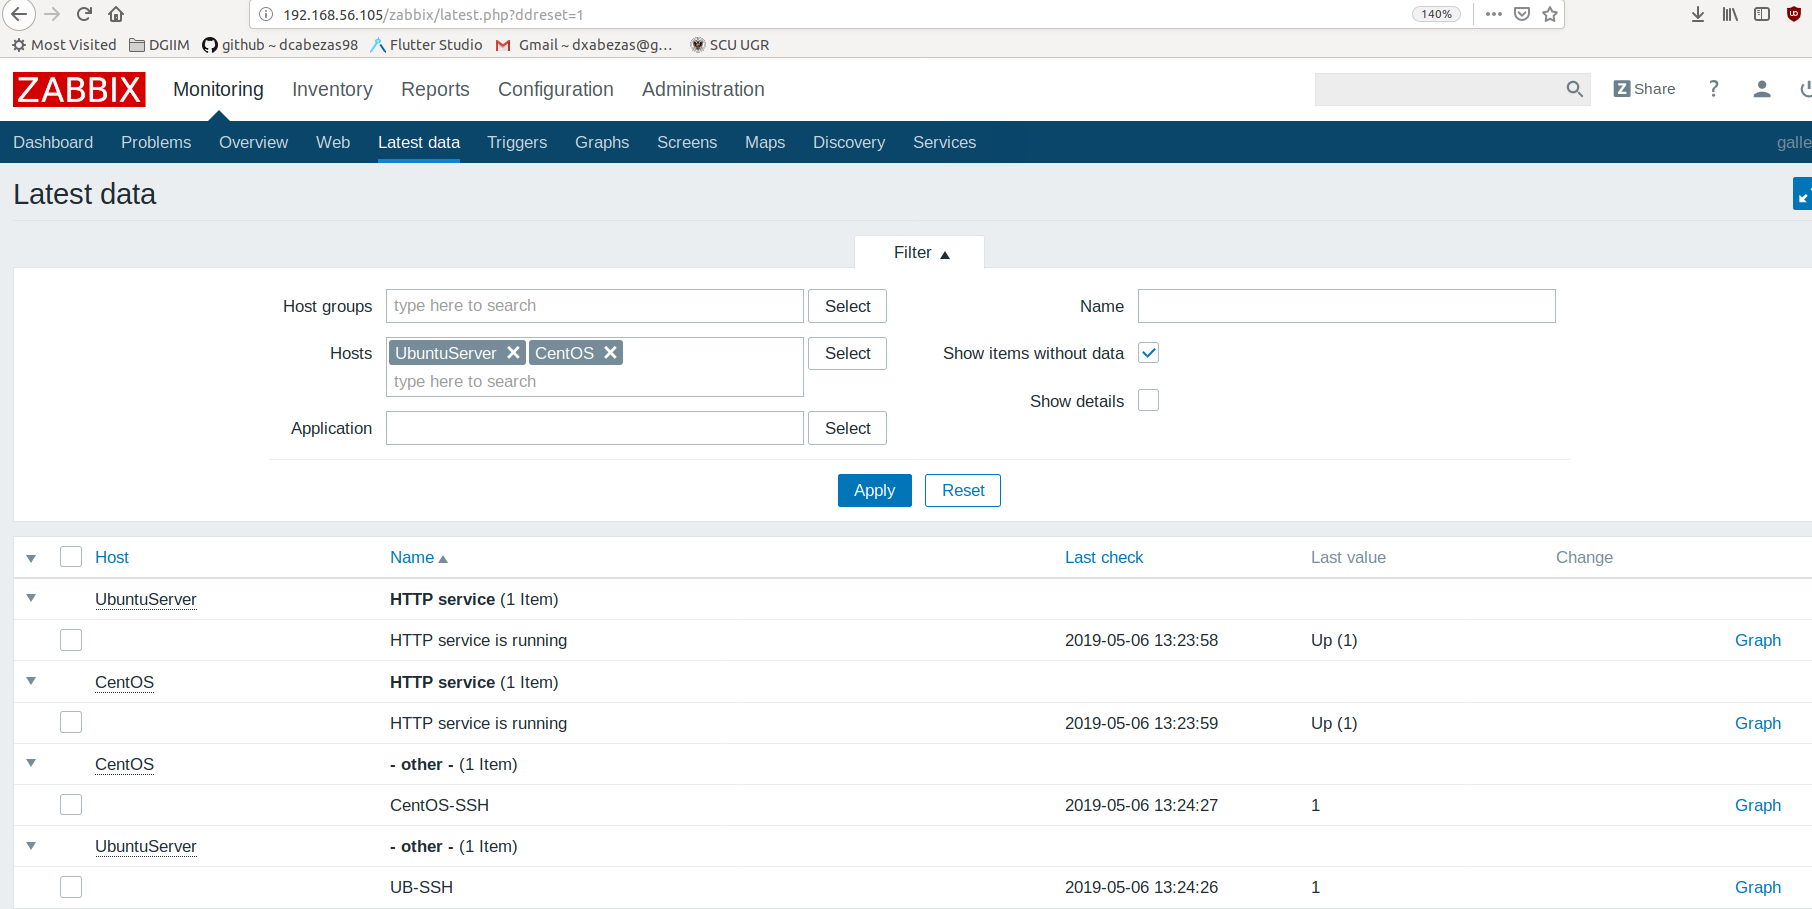 192.168.56.105/zabbix/latest.php?ddreset=1 140%
Most Visited DGIIM github ~ dcabezas98 Flutter Studio Gmail ~ dxabezas@g... SCU UGR
ZABBIX Monitoring Inventory Reports Configuration Administration Z Share ?
Dashboard Problems Overview Web Latest data Triggers Graphs Screens Maps Discovery Services galle
Latest data
Filter
Host groups type here to search Select Name
Hosts UbuntuServer CentOS Select Show items without data
type here to search
Show details
Application Select
Apply Reset
Host Name Last check Last value Change
UbuntuServer HTTP service (1 Item)
HTTP service is running 2019-05-06 13:23:58 Up (1) Graph
CentOS HTTP service (1 Item)
HTTP service is running 2019-05-06 13:23:59 Up (1) Graph
CentOS - other - (1 Item)
CentOS-SSH 2019-05-06 13:24:27 1 Graph
UbuntuServer - other - (1 Item)
UB-SSH 2019-05-06 13:24:26 1 Graph